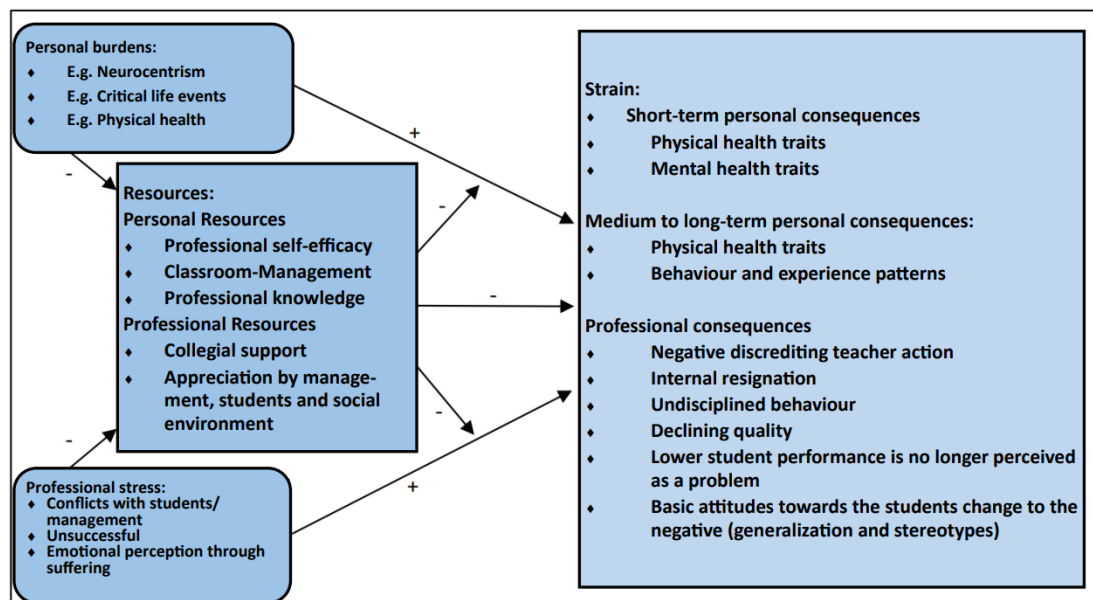 Personal burdens:
♦ E.g. Neurocentrism
♦ E.g. Critical life events
♦ E.g. Physical health
-
Resources:
Personal Resources
♦ Professional self-efficacy
♦ Classroom-Management
♦ Professional knowledge
Professional Resources
♦ Collegial support
♦ Appreciation by manage-
ment, students and social
environment
-
Professional stress:
♦ Conflicts with students/
management
♦ Unsuccessful
♦ Emotional perception through
suffering
+
-
-
-
+
Strain:
♦ Short-term personal consequences
♦ Physical health traits
♦ Mental health traits
Medium to long-term personal consequences:
♦ Physical health traits
♦ Behaviour and experience patterns
Professional consequences
♦ Negative discrediting teacher action
♦ Internal resignation
♦ Undisciplined behaviour
♦ Declining quality
♦ Lower student performance is no longer perceived
as a problem
♦ Basic attitudes towards the students change to the
negative (generalization and stereotypes)